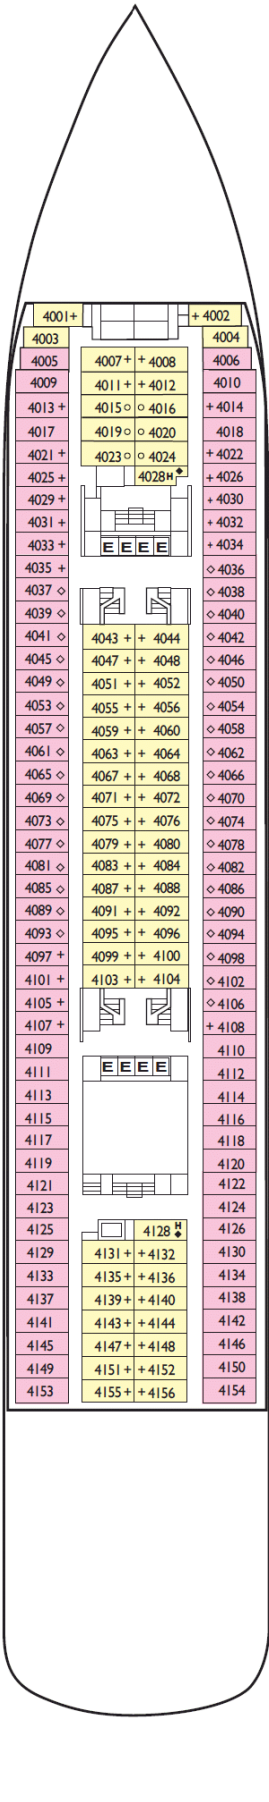 4001+ + 4002
4003 4004
4005 4007 + + 4008 4006
4009 4011 + + 4012 4010
4013 + 4015○ ○ 4016 + 4014
4017 4019○ ○ 4020 4018
4021 + 4023○ ○ 4024 + 4022
4025 + 4028H◆ + 4026
4029 + + 4030
4031 + + 4032
4033 + E E E E + 4034
4035 + ◇ 4036
4037 ◇ ◇ 4038
4039 ◇ ◇ 4040
4041 ◇ 4043 + + 4044 ◇ 4042
4045 ◇ 4047 + + 4048 ◇ 4046
4049 ◇ 4051 + + 4052 ◇ 4050
4053 ◇ 4055 + + 4056 ◇ 4054
4057 ◇ 4059 + + 4060 ◇ 4058
4061 ◇ 4063 + + 4064 ◇ 4062
4065 ◇ 4067 + + 4068 ◇ 4066
4069 ◇ 4071 + + 4072 ◇ 4070
4073 ◇ 4075 + + 4076 ◇ 4074
4077 ◇ 4079 + + 4080 ◇ 4078
4081 ◇ 4083 + + 4084 ◇ 4082
4085 ◇ 4087 + + 4088 ◇ 4086
4089 ◇ 4091 + + 4092 ◇ 4090
4093 ◇ 4095 + + 4096 ◇ 4094
4097 + 4099 + + 4100 ◇ 4098
4101 + 4103 + + 4104 ◇ 4102
4105 + ◇ 4106
4107 + + 4108
4109 4110
4111 E E E E 4112
4113 4114
4115 4116
4117 4118
4119 4120
4121 4122
4123 4124
4125 4128 H◆ 4126
4129 4131 + + 4132 4130
4133 4135 + + 4136 4134
4137 4139 + + 4140 4138
4141 4143 + + 4144 4142
4145 4147 + + 4148 4146
4149 4151 + + 4152 4150
4153 4155 + + 4156 4154